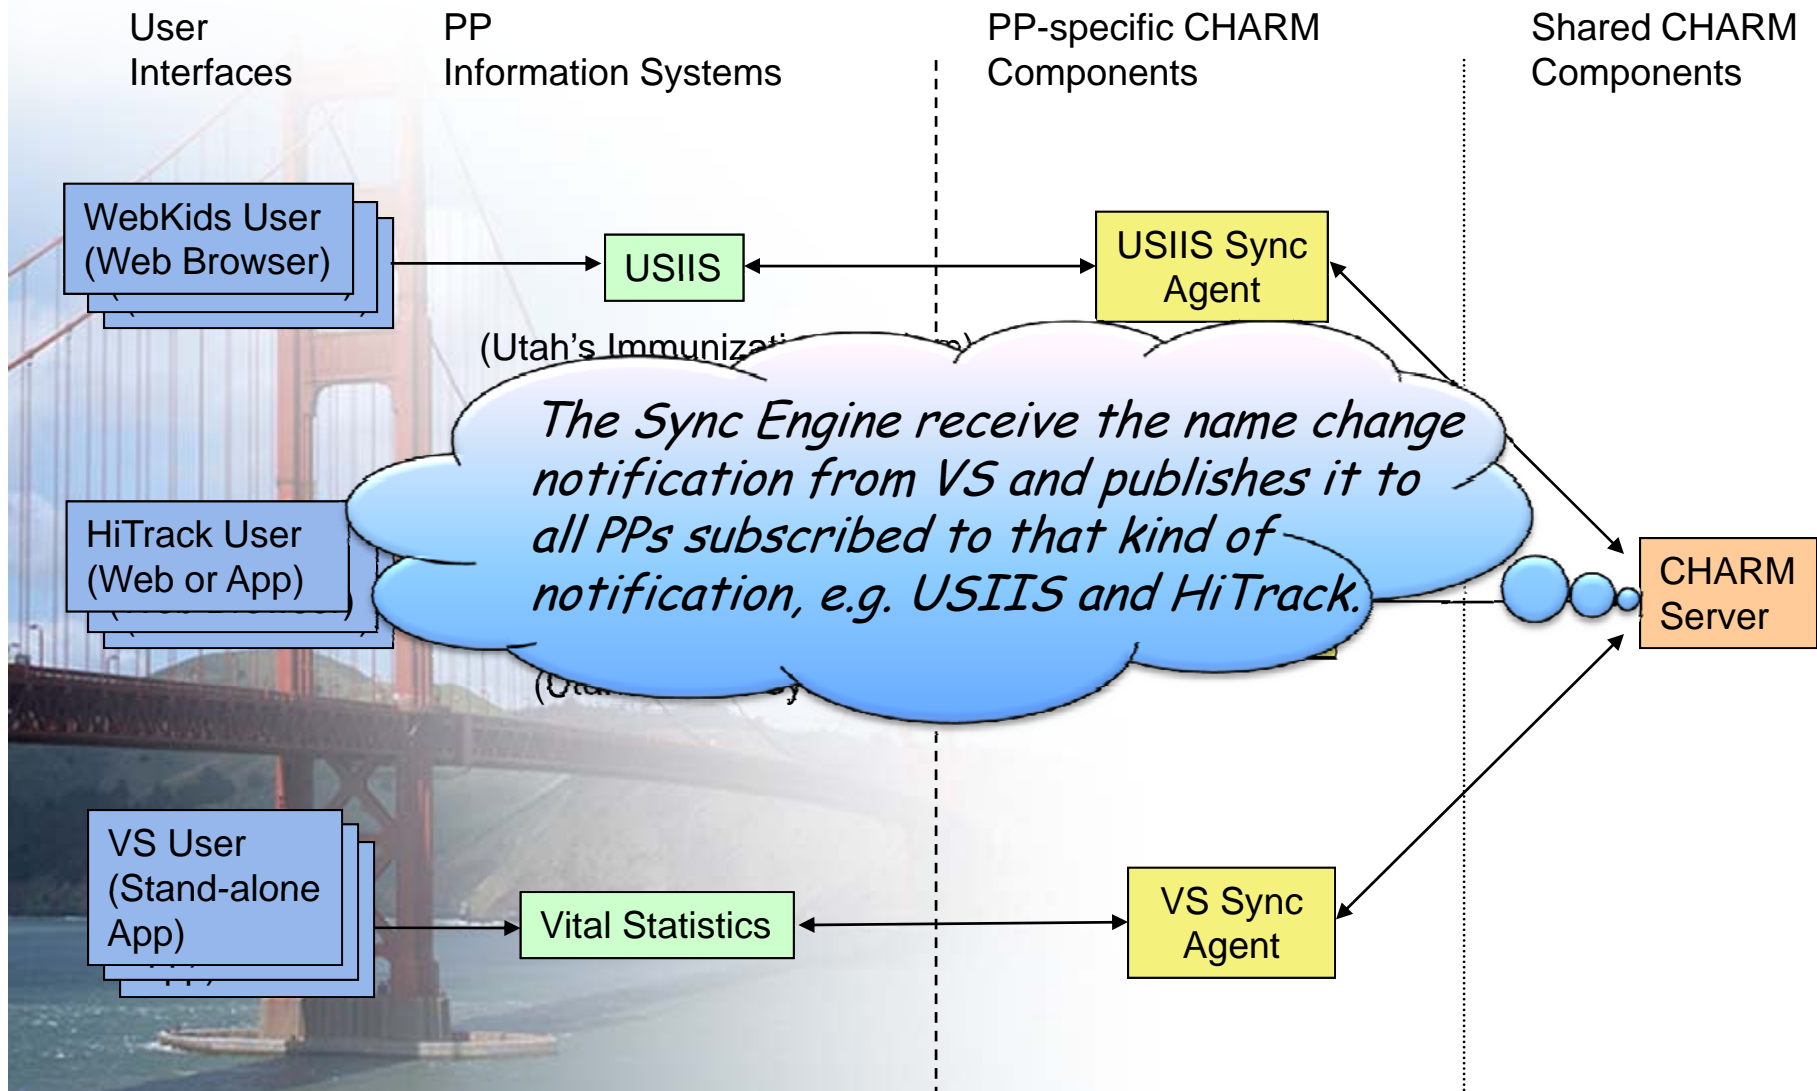 User
Interfaces
PP
Information Systems
PP-specific CHARM
Components
Shared CHARM
Components
WebKids User
(Web Browser)
USIIS
USIIS Sync
Agent
(Utah's
The Sync Engine receive the name change
notification from VS and publishes it to
all PPs subscribed to that kind of
notification, e.g. USIIS and HiTrack.
HiTrack User
(Web or App)
CHARM
Server
VS User
(Stand-alone
App)
Vital Statistics
VS Sync
Agent